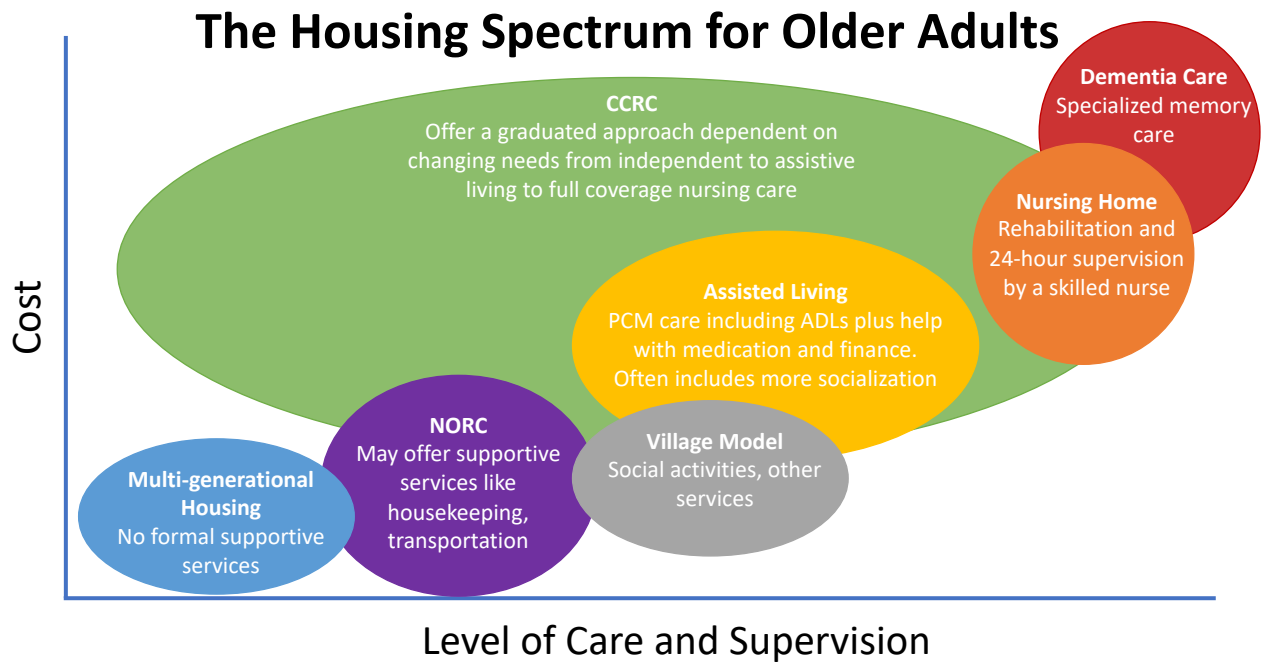 The Housing Spectrum for Older Adults
Dementia Care
Specialized memory
care
CCRC
Offer a graduated approach dependent on
changing needs from independent to assistive
living to full coverage nursing care
Nursing Home
Rehabilitation and
24-hour supervision
by a skilled nurse
Assisted Living
PCM care including ADLs plus help
with medication and finance.
Often includes more socialization
NORC
May offer supportive
services like
housekeeping,
transportation
Village Model
Social activities, other
services
Multi-generational
Housing
No formal supportive
services
Cost
Level of Care and Supervision